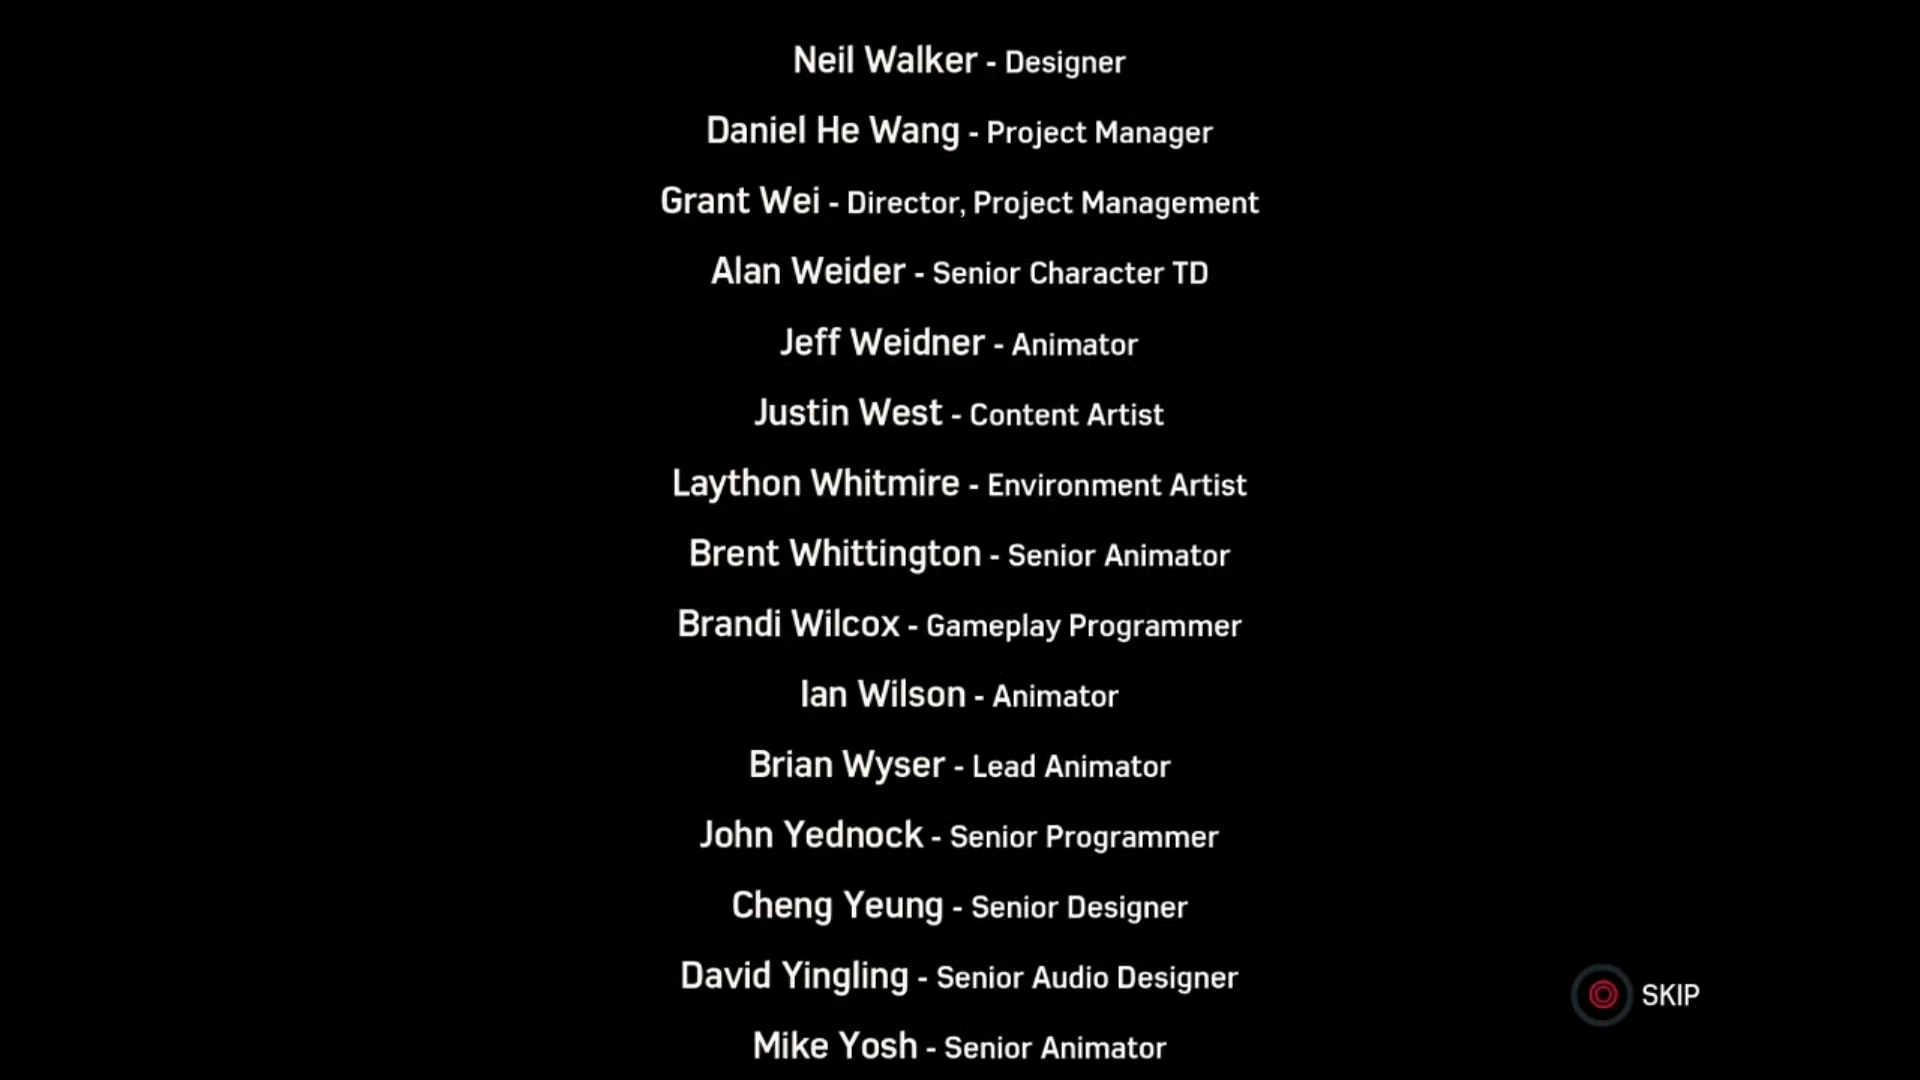 Neil Walker - Designer
Daniel He Wang - Project Manager
Grant Wei - Director, Project Management
Alan Weider - Senior Character TD
Jeff Weidner - Animator
Justin West - Content Artist
Laython Whitmire - Environment Artist
Brent Whittington - Senior Animator
Brandi Wilcox - Gameplay Programmer
Ian Wilson - Animator
Brian Wyser - Lead Animator
John Yednock - Senior Programmer
Cheng Yeung - Senior Designer
David Yingling - Senior Audio Designer
SKIP
Mike Yosh - Senior Animator